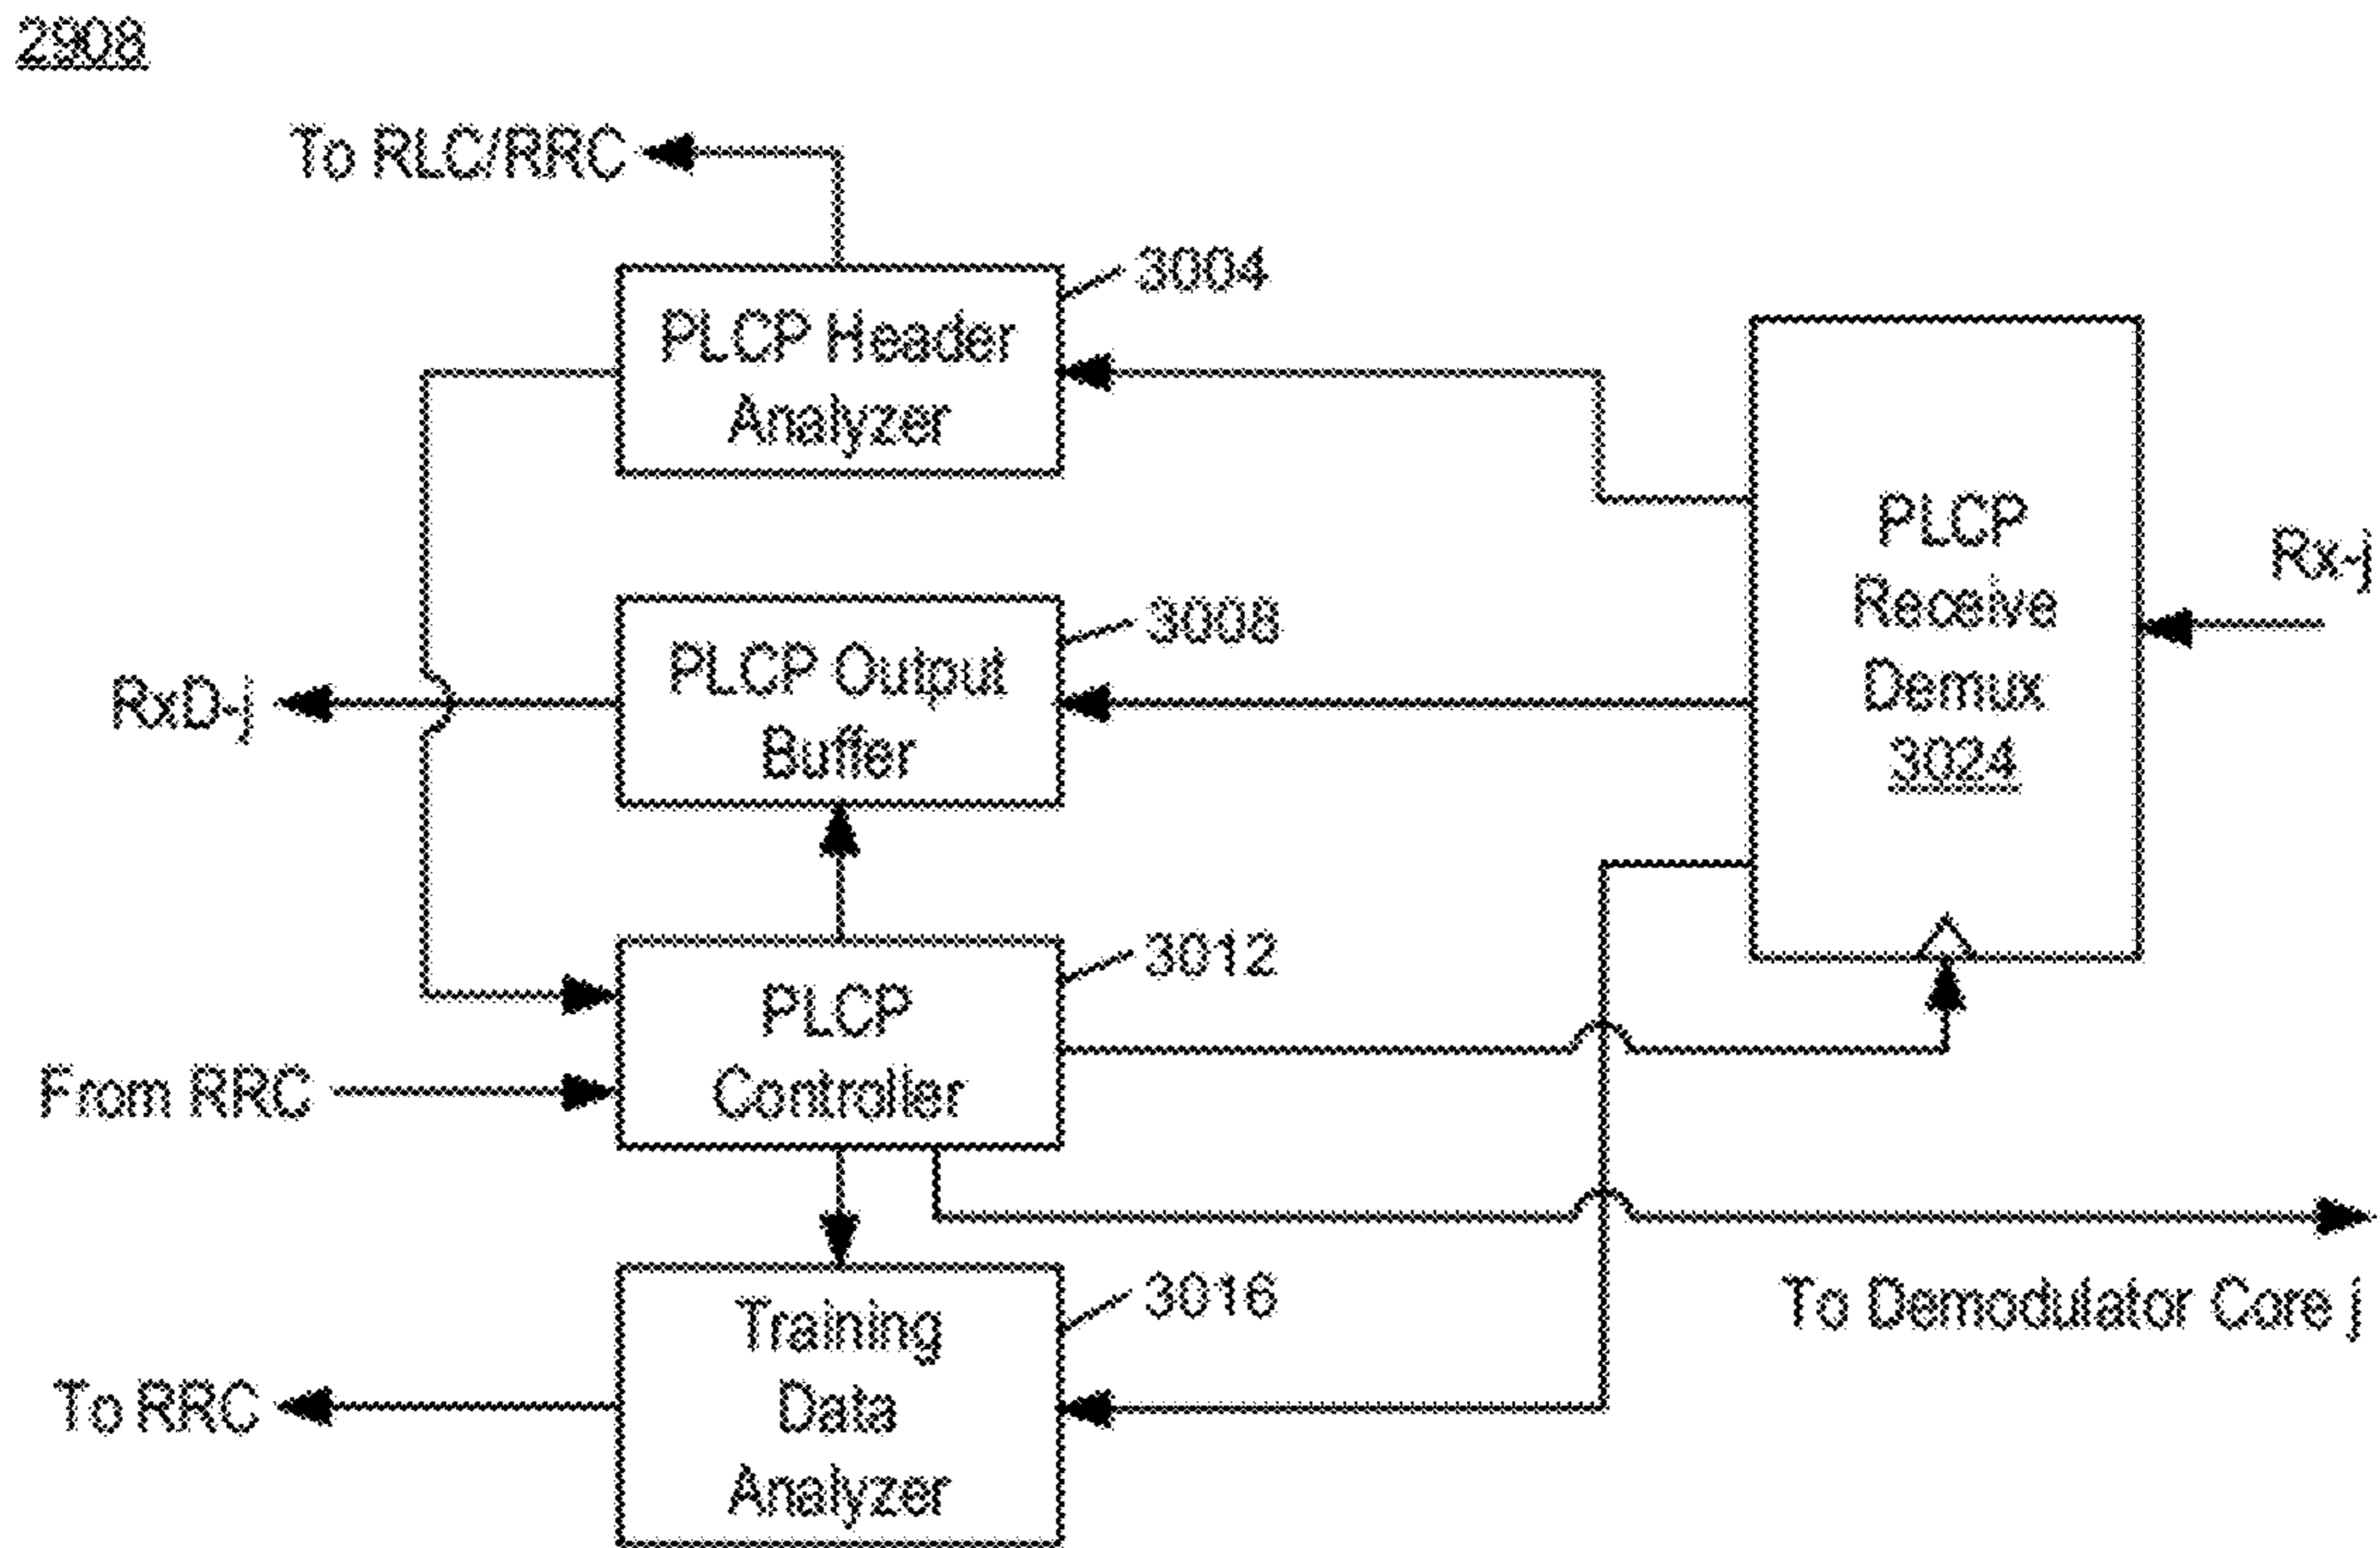 2908
To RLC/RRC
3004
PLCP Header
Analyzer
PLCP
Receive
Demux
3024
Rx-j
3008
PLCP Output
Buffer
RxD-j
3012
PLCP
Controller
From RRC
To Demodulator Core j
3016
Training
Data
Analyzer
To RRC